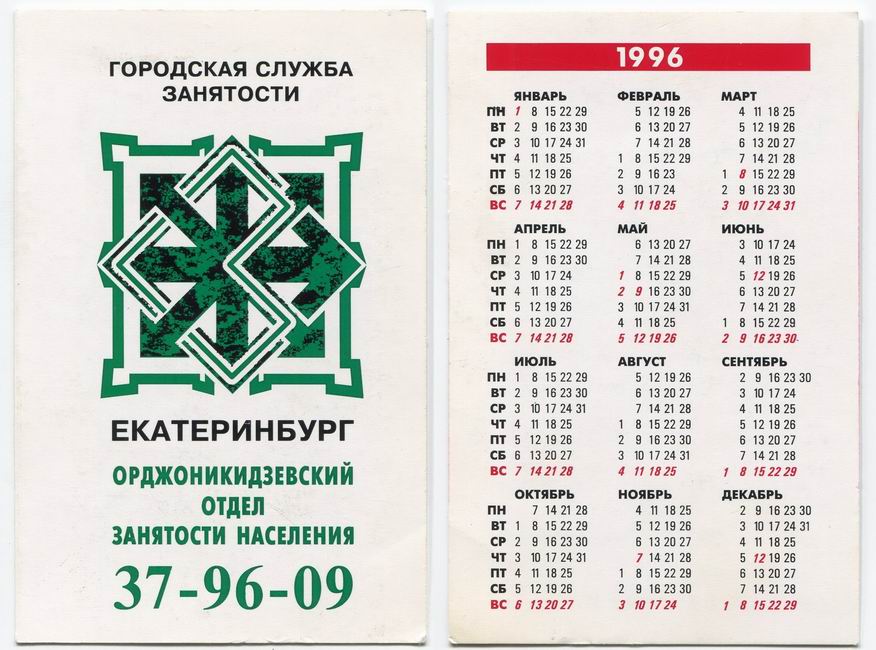 ГОРОДСКАЯ СЛУЖБА
ЗАНЯТОСТИ
ЕКАТЕРИНБУРГ
ОРДЖОНИКИДЗЕВСКИЙ
ОТДЕЛ
ЗАНЯТОСТИ НАСЕЛЕНИЯ
37-96-09
1996
ЯНВАРЬ ФЕВРАЛЬ МАРТ
ПН 1 8 15 22 29 5 12 19 26 4 11 18 25
ВТ 2 9 16 23 30 6 13 20 27 5 12 19 26
СР 3 10 17 24 31 7 14 21 28 6 13 20 27
ЧТ 4 11 18 25 1 8 15 22 29 7 14 21 28
ПТ 5 12 19 26 2 9 16 23 1 8 15 22 29
СБ 6 13 20 27 3 10 17 24 2 9 16 23 30
ВС 7 14 21 28 4 11 18 25 3 10 17 24 31
АПРЕЛЬ МАЙ ИЮНЬ
ПН 1 8 15 22 29 6 13 20 27 3 10 17 24
ВТ 2 9 16 23 30 7 14 21 28 4 11 18 25
СР 3 10 17 24 1 8 15 22 29 5 12 19 26
ЧТ 4 11 18 25 2 9 16 23 30 6 13 20 27
ПТ 5 12 19 26 3 10 17 24 31 7 14 21 28
СБ 6 13 20 27 4 11 18 25 1 8 15 22 29
ВС 7 14 21 28 5 12 19 26 2 9 16 23 30
ИЮЛЬ АВГУСТ СЕНТЯБРЬ
ПН 1 8 15 22 29 5 12 19 26 2 9 16 23 30
ВТ 2 9 16 23 30 6 13 20 27 3 10 17 24
СР 3 10 17 24 31 7 14 21 28 4 11 18 25
ЧТ 4 11 18 25 1 8 15 22 29 5 12 19 26
ПТ 5 12 19 26 2 9 16 23 30 6 13 20 27
СБ 6 13 20 27 3 10 17 24 31 7 14 21 28
ВС 7 14 21 28 4 11 18 25 1 8 15 22 29
ОКТЯБРЬ НОЯБРЬ ДЕКАБРЬ
ПН 7 14 21 28 4 11 18 25 2 9 16 23 30
ВТ 1 8 15 22 29 5 12 19 26 3 10 17 24 31
СР 2 9 16 23 30 6 13 20 27 4 11 18 25
ЧТ 3 10 17 24 31 7 14 21 28 5 12 19 26
ПТ 4 11 18 25 1 8 15 22 29 6 13 20 27
СБ 5 12 19 26 2 9 16 23 30 7 14 21 28
ВС 6 13 20 27 3 10 17 24 1 8 15 22 29